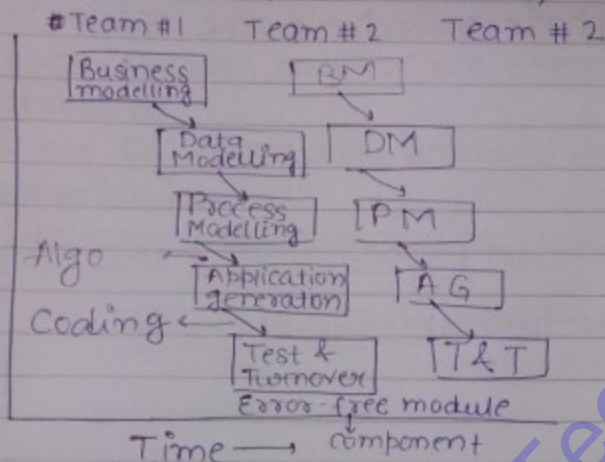 Team #1 Team #2 Team #2
Business BM
modelling
Data DM
Modelling
Process PM
Modelling
Algo
Application AG
generaton
Coding
Test & T&T
Turnover
Error-free module
Time component